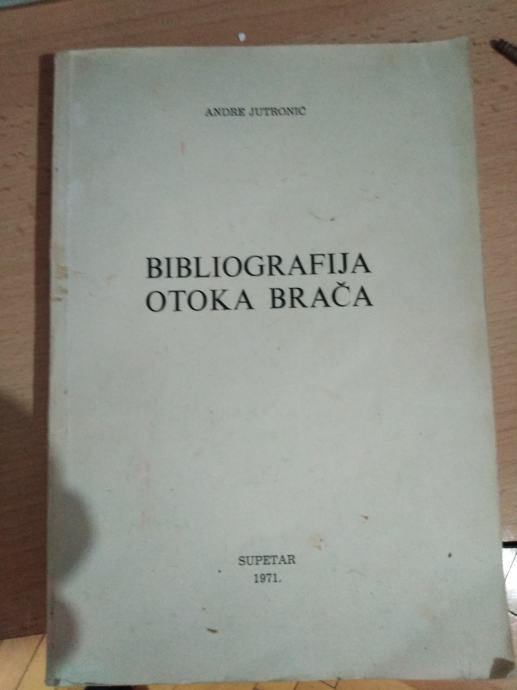 ANDRE JUTRONIĆ
BIBLIOGRAFIJA
OTOKA BRAČA
SUPETAR
1971.